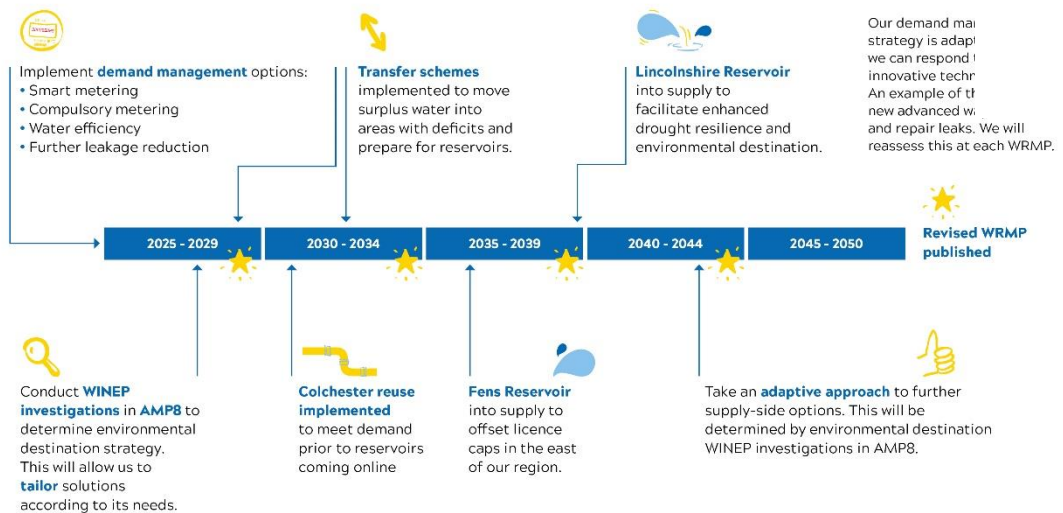 Implement demand management options:
• Smart metering
• Compulsory metering
• Water efficiency
• Further leakage reduction
Transfer schemes
implemented to move
surplus water into
areas with deficits and
prepare for reservoirs.
Lincolnshire Reservoir
into supply to
facilitate enhanced
drought resilience and
environmental destination.
Our demand
strategy is
we can respond
innovative
An example of
new advanced
and repair leaks. We will
reassess this at each WRMP.
2025 - 2029
2030 - 2034
2035 - 2039
2040 - 2044
2045 - 2050
Revised WRMP
published
Conduct WINEP
investigations in AMP8 to
determine environmental
destination strategy.
This will allow us to
tailor solutions
according to its needs.
Colchester reuse
implemented
to meet demand
prior to reservoirs
coming online
Fens Reservoir
into supply to
offset licence
caps in the east
of our region.
Take an adaptive approach to further
supply-side options. This will be
determined by environmental destination
WINEP investigations in AMP8.